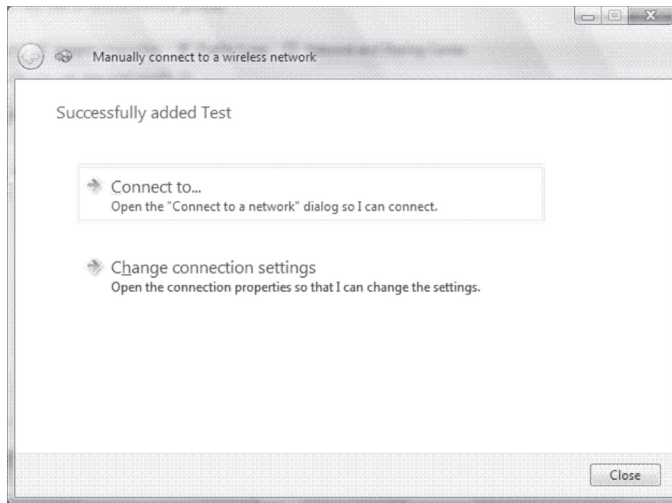 Manually connect to a wireless network
Successfully added Test
Connect to...
Open the "Connect to a network" dialog so I can connect.
Change connection settings
Open the connection properties so that I can change the settings.
Close